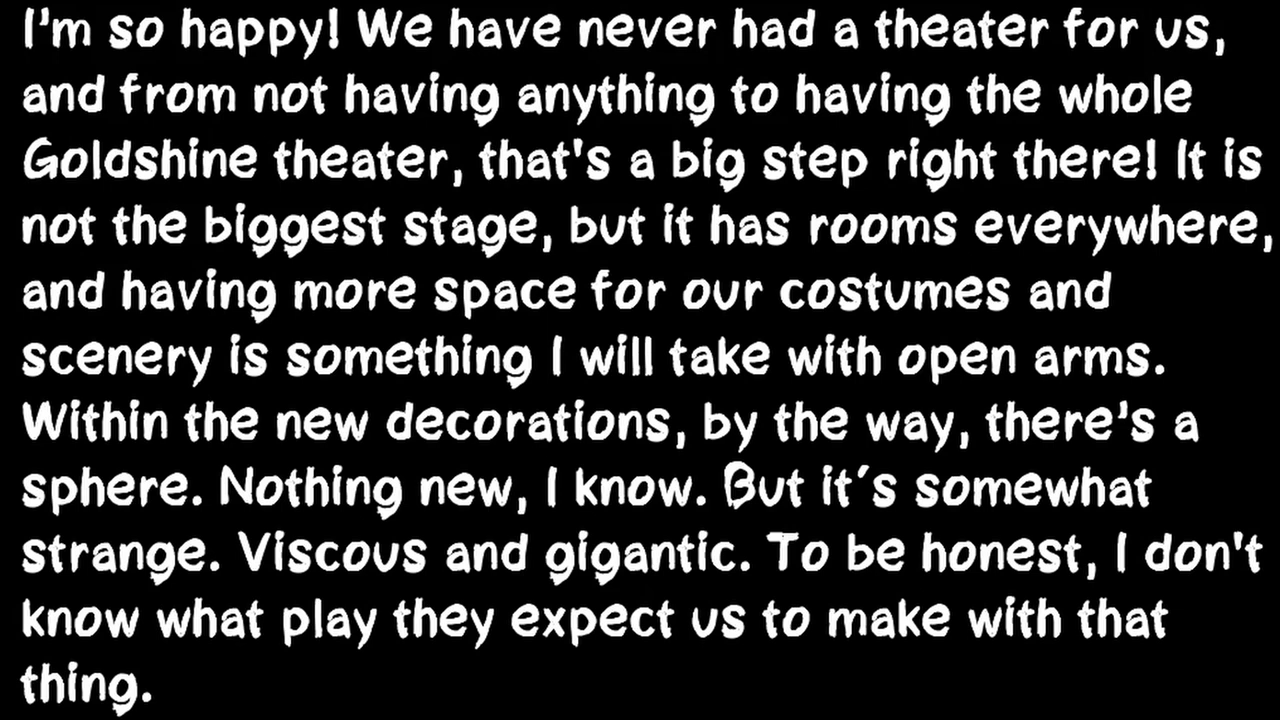 I'm so happy! We have never had a theater for us,
and from not having anything to having the whole
Goldshine theater, that's a big step right there! It is
not the biggest stage, but it has rooms everywhere,
and having more space for our costumes and
scenery is something I will take with open arms.
Within the new decorations, by the way, there's a
sphere. Nothing new, I know. But it´s somewhat
strange. Viscous and gigantic. To be honest, I don't
know what play they expect us to make with that
thing.